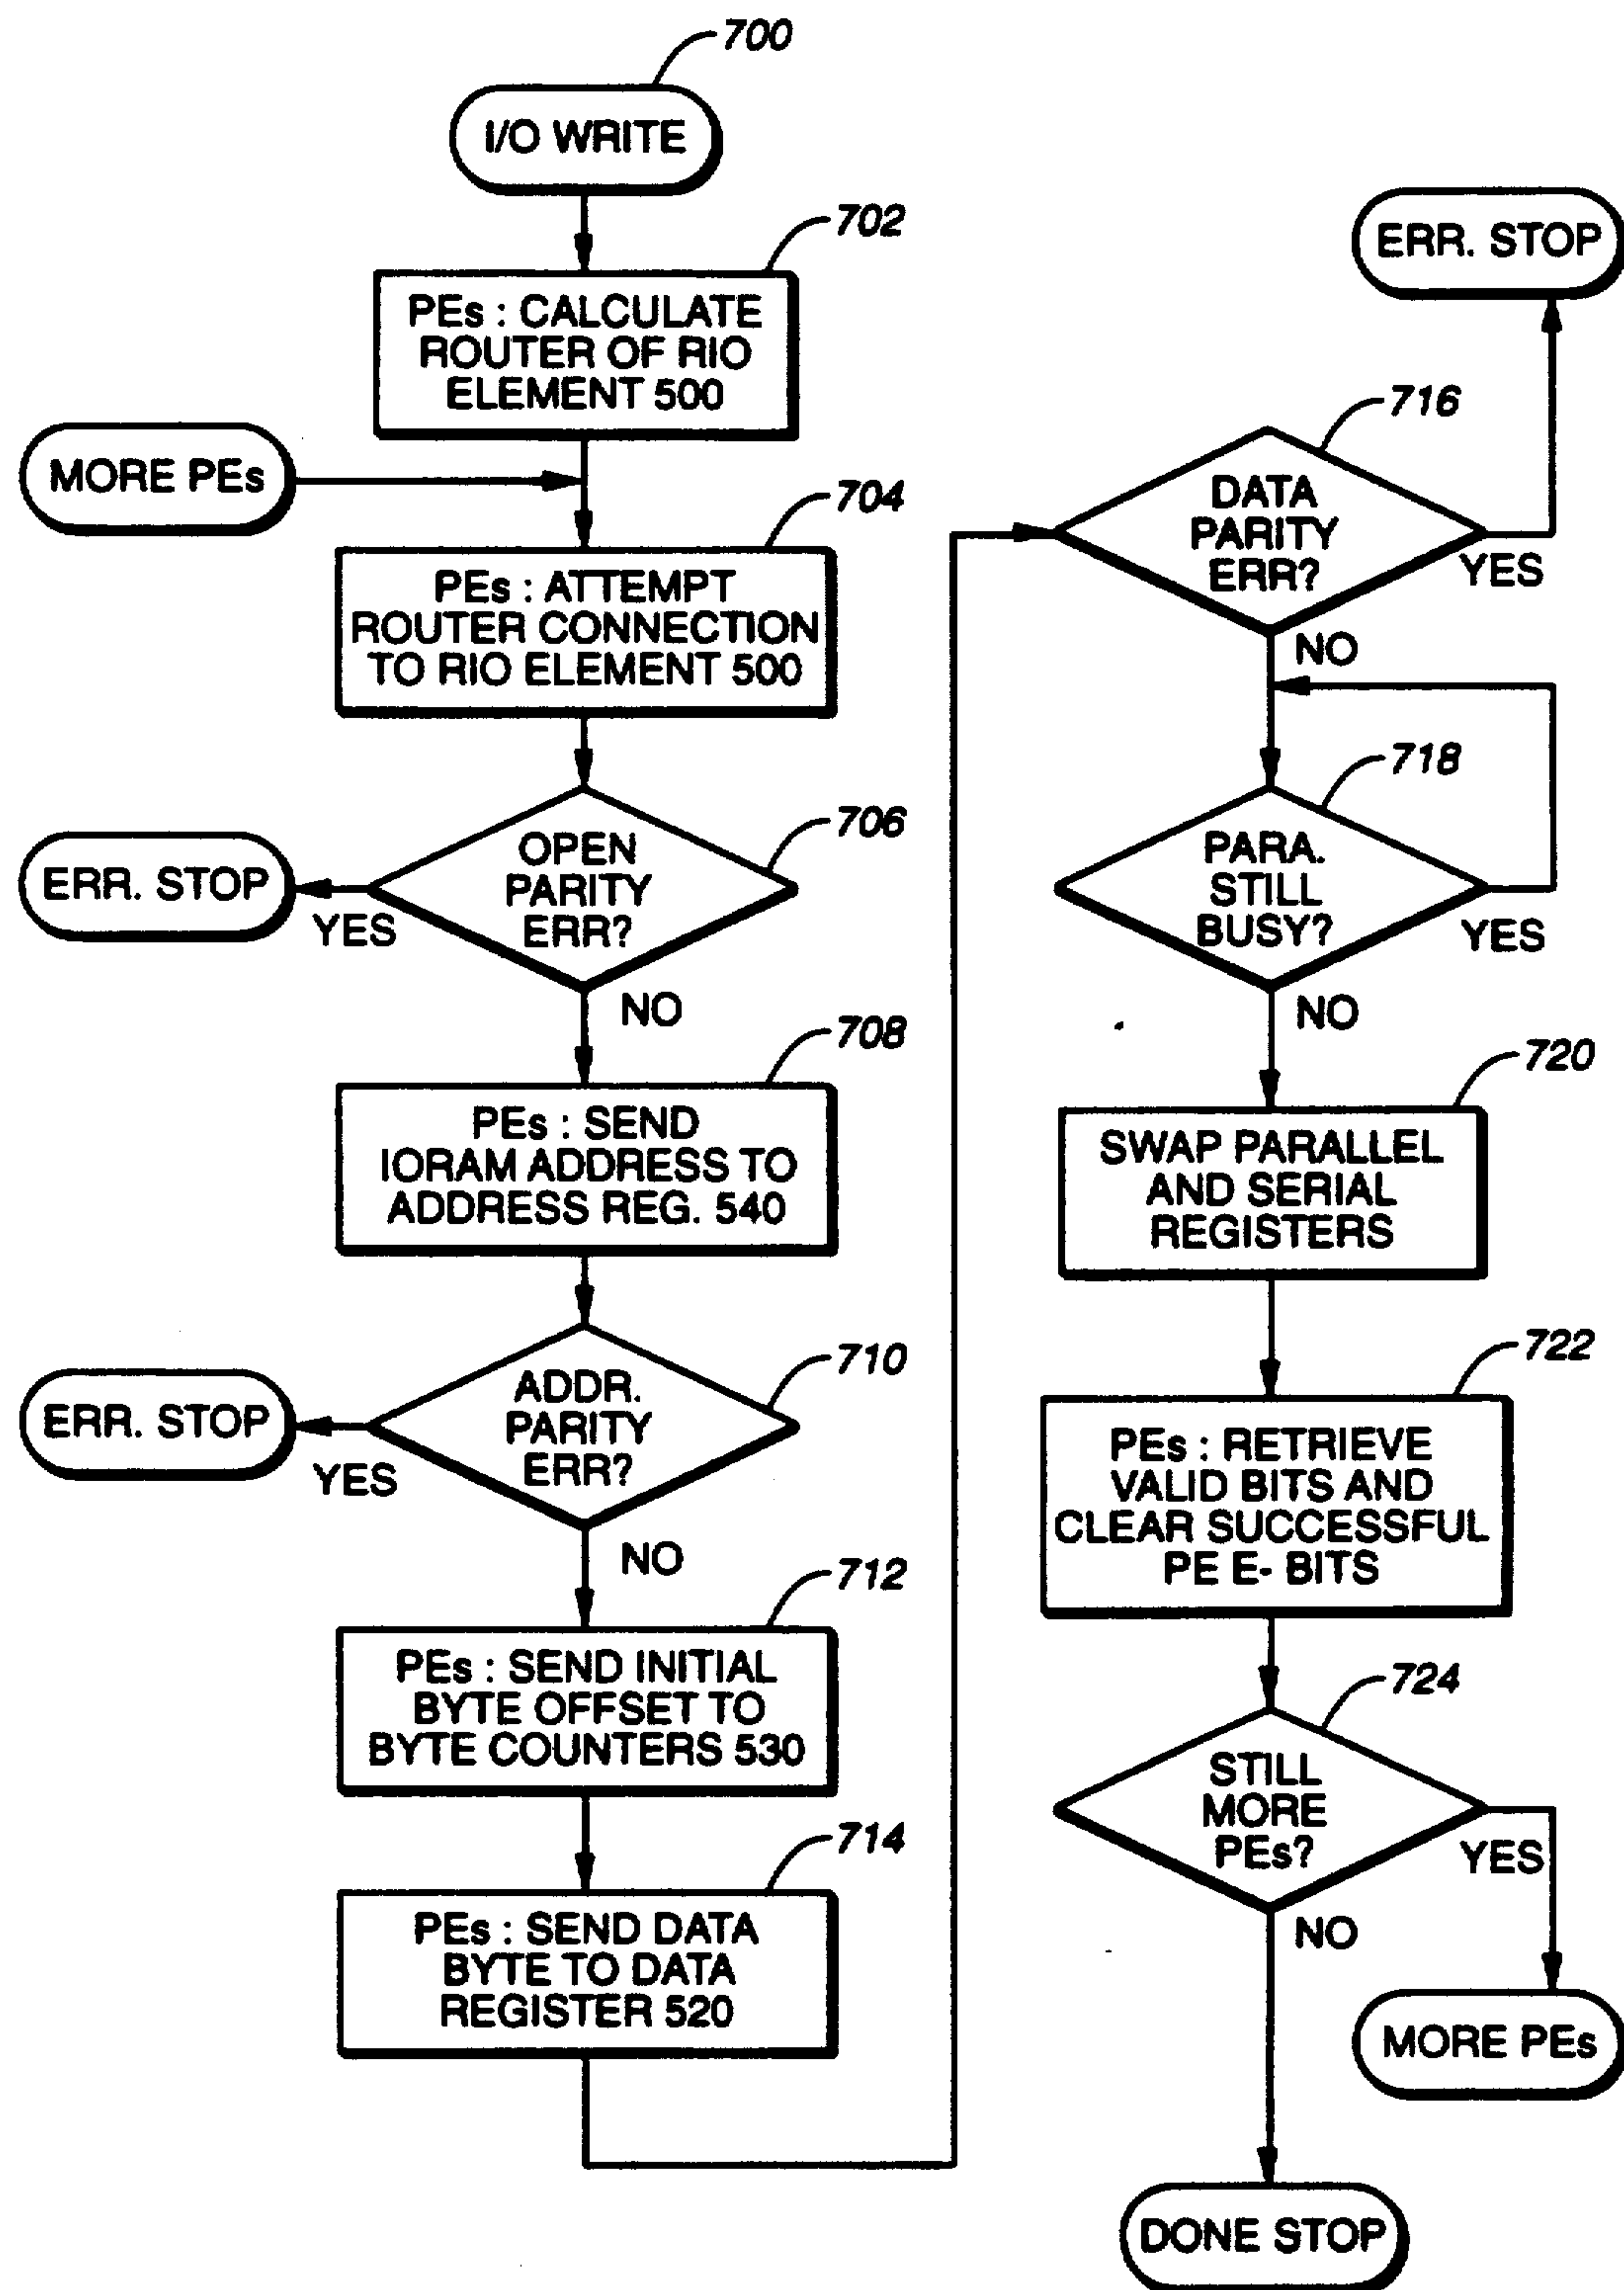 700
I/O WRITE
702
PEs : CALCULATE
ROUTER OF RIO
ELEMENT 500
MORE PEs
704
PEs : ATTEMPT
ROUTER CONNECTION
TO RIO ELEMENT 500
706
OPEN
PARITY
ERR?
ERR. STOP
YES
NO
708
PEs : SEND
IORAM ADDRESS TO
ADDRESS REG. 540
710
ADDR.
PARITY
ERR?
ERR. STOP
YES
NO
712
PEs : SEND INITIAL
BYTE OFFSET TO
BYTE COUNTERS 530
714
PEs : SEND DATA
BYTE TO DATA
REGISTER 520
ERR. STOP
716
DATA
PARITY
ERR?
YES
NO
718
PARA.
STILL
BUSY?
YES
NO
720
SWAP PARALLEL
AND SERIAL
REGISTERS
722
PEs : RETRIEVE
VALID BITS AND
CLEAR SUCCESSFUL
PE E- BITS
724
STILL
MORE
PEs?
YES
NO
MORE PEs
DONE STOP